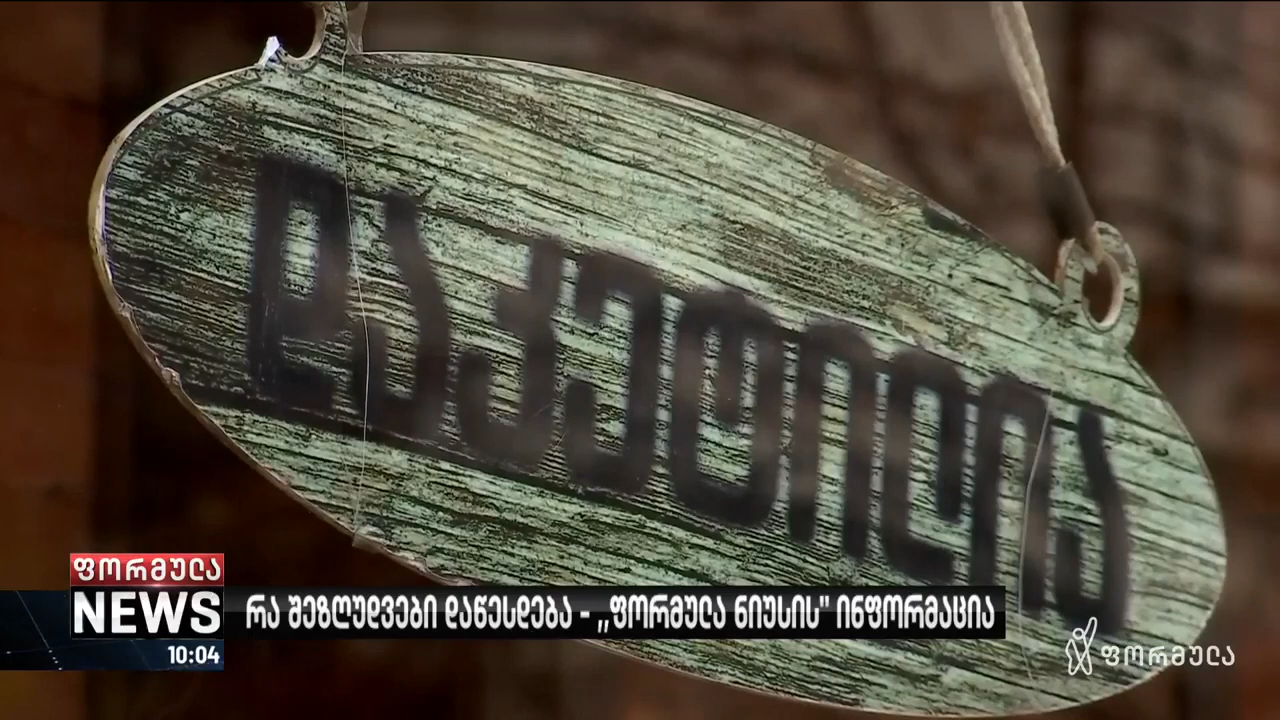 დაკეტილია
ფორმულა
NEWS
10:04
რა შეზღუდვები დაწესდება - „ფორმულა ნიუსის" ინფორმაცია
ფორმულა